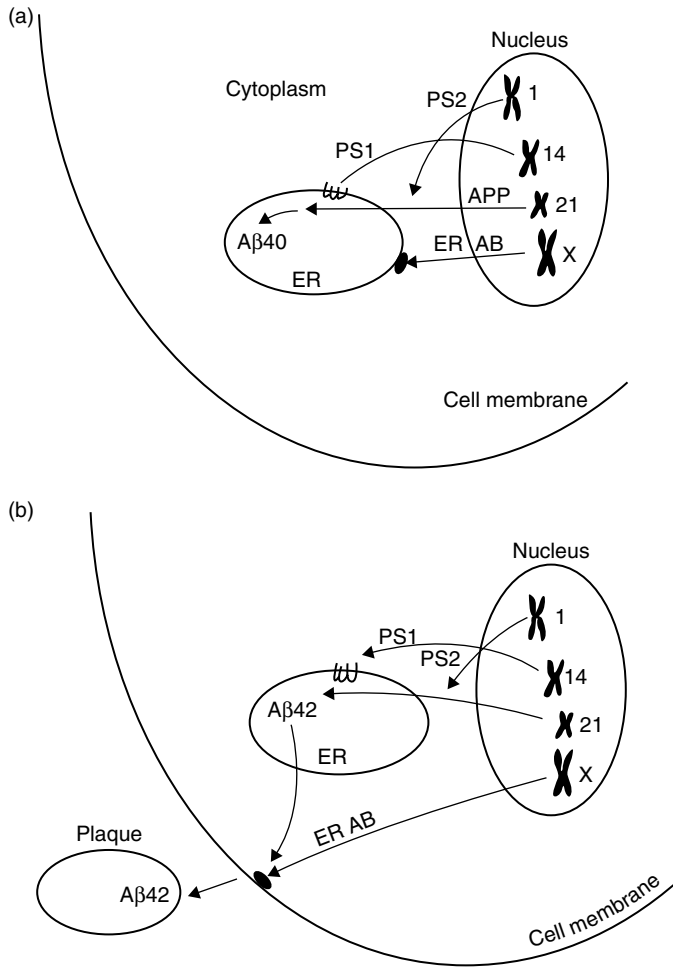 (a)
Nucleus
Cytoplasm
PS2
1
PS1
14
APP
21
Aβ40
ER AB
X
ER
Cell membrane
(b)
Nucleus
1
PS1
PS2
14
Aβ42
21
ER
X
ER AB
Plaque
Aβ42
Cell membrane